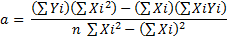 a = (∑Yi)(∑Xi²) − (∑Xi)(∑XiYi) / n ∑Xi² − (∑Xi)²